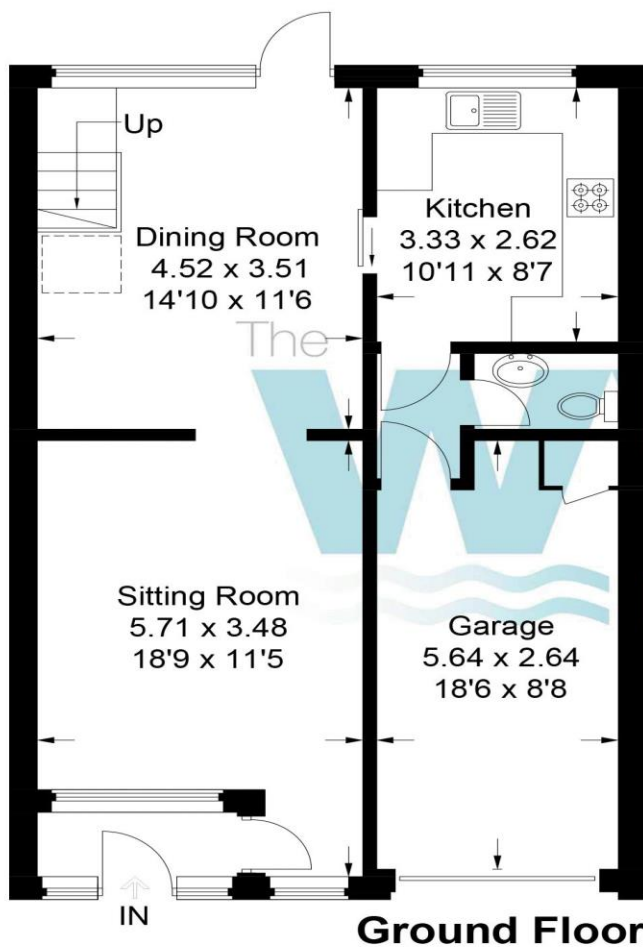 Up
Dining Room
4.52 x 3.51
14'10 x 11'6
Kitchen
3.33 x 2.62
10'11 x 8'7
The
W
Sitting Room
5.71 x 3.48
18'9 x 11'5
Garage
5.64 x 2.64
18'6 x 8'8
IN
Ground Floor